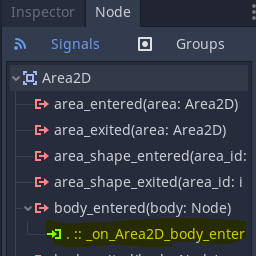 Inspector Node
Signals Groups
Area2D
area_entered(area: Area2D)
area_exited(area: Area2D)
area_shape_entered(area_id:
area_shape_exited(area_id: i
body_entered(body: Node)
. :: _on_Area2D_body_enter